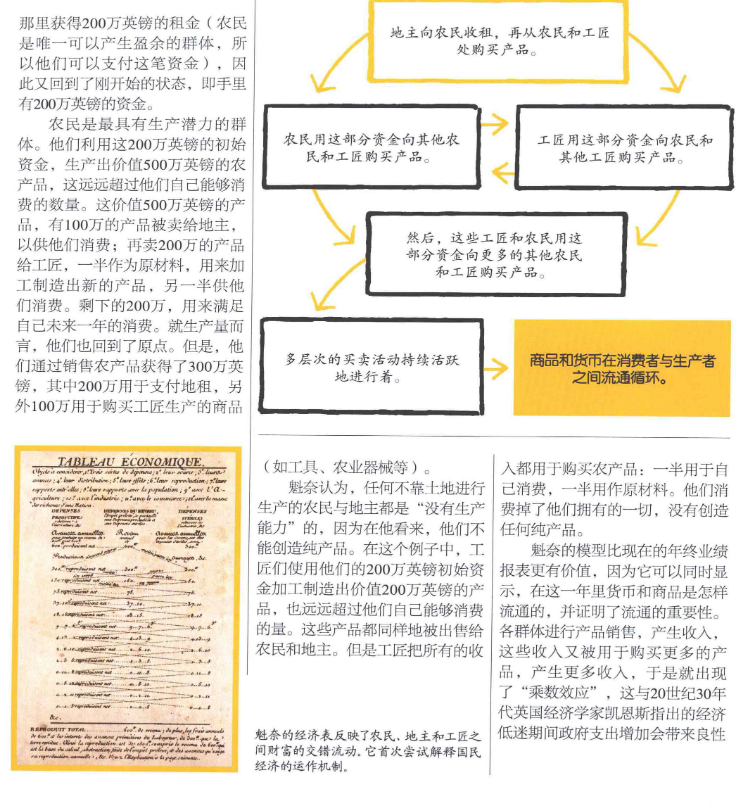 那里获得200万英镑的租金（农民
是唯一可以产生盈余的群体，所
以他们可以支付这笔资金），因
此又回到了刚开始的状态，即手里
有200万英镑的资金。
农民是最具有生产潜力的群
体。他们利用这200万英镑的初始
资金，生产出价值500万英镑的农
产品，这远远超过他们自己能够消
费的数量。这价值500万英镑的产
品，有100万的产品被卖给地主，
以供他们消费；再卖200万的产品
给工匠，一半作为原材料，用来加
工制造出新的产品，另一半供他
们消费。剩下的200万，用来满足
自己未来一年的消费。就生产量而
言，他们也回到了原点。但是，他
们通过销售农产品获得了300万英
镑，其中200万用于支付地租，另
外100万用于购买工匠生产的商品
地主向农民收租，再从农民和工匠
处购买产品。
农民用这部分资金向其他农
民和工匠购买产品。
工匠用这部分资金向农民和
其他工匠购买产品。
然后，这些工匠和农民用这
部分资金向更多的其他农民
和工匠购买产品。
多层次的买卖活动持续活跃
地进行着。
商品和货币在消费者与生产者
之间流通循环。
TABLEAU ÉCONOMIQUE.
DEPENSES
DEPENSES
REPRODUIT TOTAL
（如工具、农业器械等）。
魁奈认为，任何不靠土地进行
生产的农民与地主都是“没有生产
能力”的，因为在他看来，他们不
能创造纯产品。在这个例子中，工
匠们使用他们的200万英镑初始资
金加工制造出价值200万英镑的产
品，也远远超过他们自己能够消费
的量。这些产品都同样地被出售给
农民和地主。但是工匠把所有的收
魁奈的经济表反映了农民、地主和工匠之
间财富的交错流动。它首次尝试解释国民
经济的运作机制。
入都用于购买农产品：一半用于自
己消费，一半用作原材料。他们消
费掉了他们拥有的一切，没有创造
任何纯产品。
魁奈的模型比现在的年终业绩
报表更有价值，因为它可以同时显
示，在这一年里货币和商品是怎样
流通的，并证明了流通的重要性。
各群体进行产品销售，产生收入，
这些收入又被用于购买更多的产
品，产生更多收入，于是就出现
了“乘数效应”，这与20世纪30年
代英国经济学家凯恩斯指出的经济
低迷期间政府支出增加会带来良性